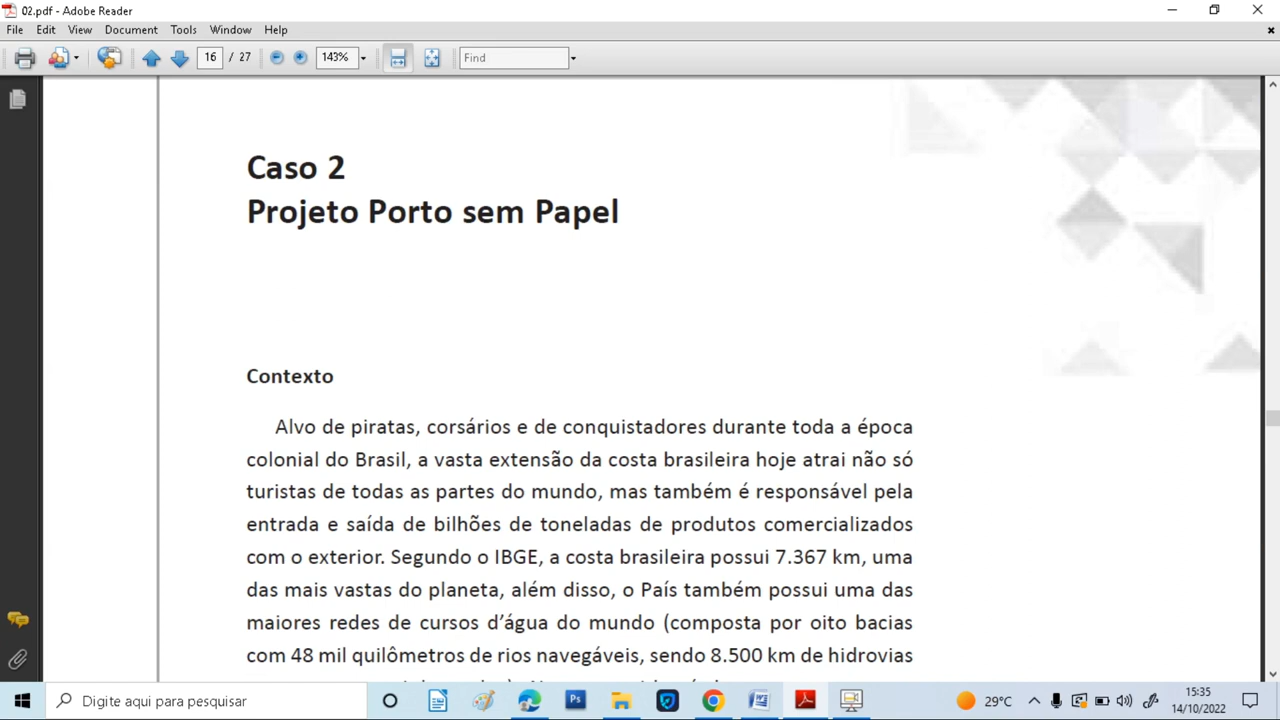 02.pdf - Adobe Reader
File Edit View Document Tools Window Help
16 / 27 143% Find
Caso 2
Projeto Porto sem Papel
Contexto
Alvo de piratas, corsários e de conquistadores durante toda a época
colonial do Brasil, a vasta extensão da costa brasileira hoje atrai não só
turistas de todas as partes do mundo, mas também é responsável pela
entrada e saída de bilhões de toneladas de produtos comercializados
com o exterior. Segundo o IBGE, a costa brasileira possui 7.367 km, uma
das mais vastas do planeta, além disso, o País também possui uma das
maiores redes de cursos d’água do mundo (composta por oito bacias
com 48 mil quilômetros de rios navegáveis, sendo 8.500 km de hidrovias
Digite aqui para pesquisar
29°C
15:35
14/10/2022